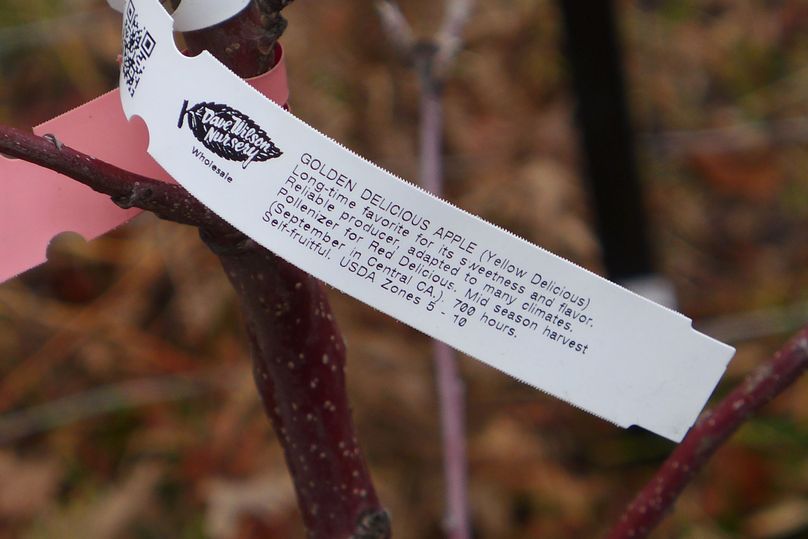 Dave Wilson
Nursery
Wholesale
GOLDEN DELICIOUS APPLE (Yellow Delicious)
Long-time favorite for its sweetness and flavor.
Reliable producer, adapted to many climates.
Pollenizer for Red Delicious. Mid season harvest
(September in Central CA.). 700 hours.
Self-fruitful. USDA Zones 5 - 10